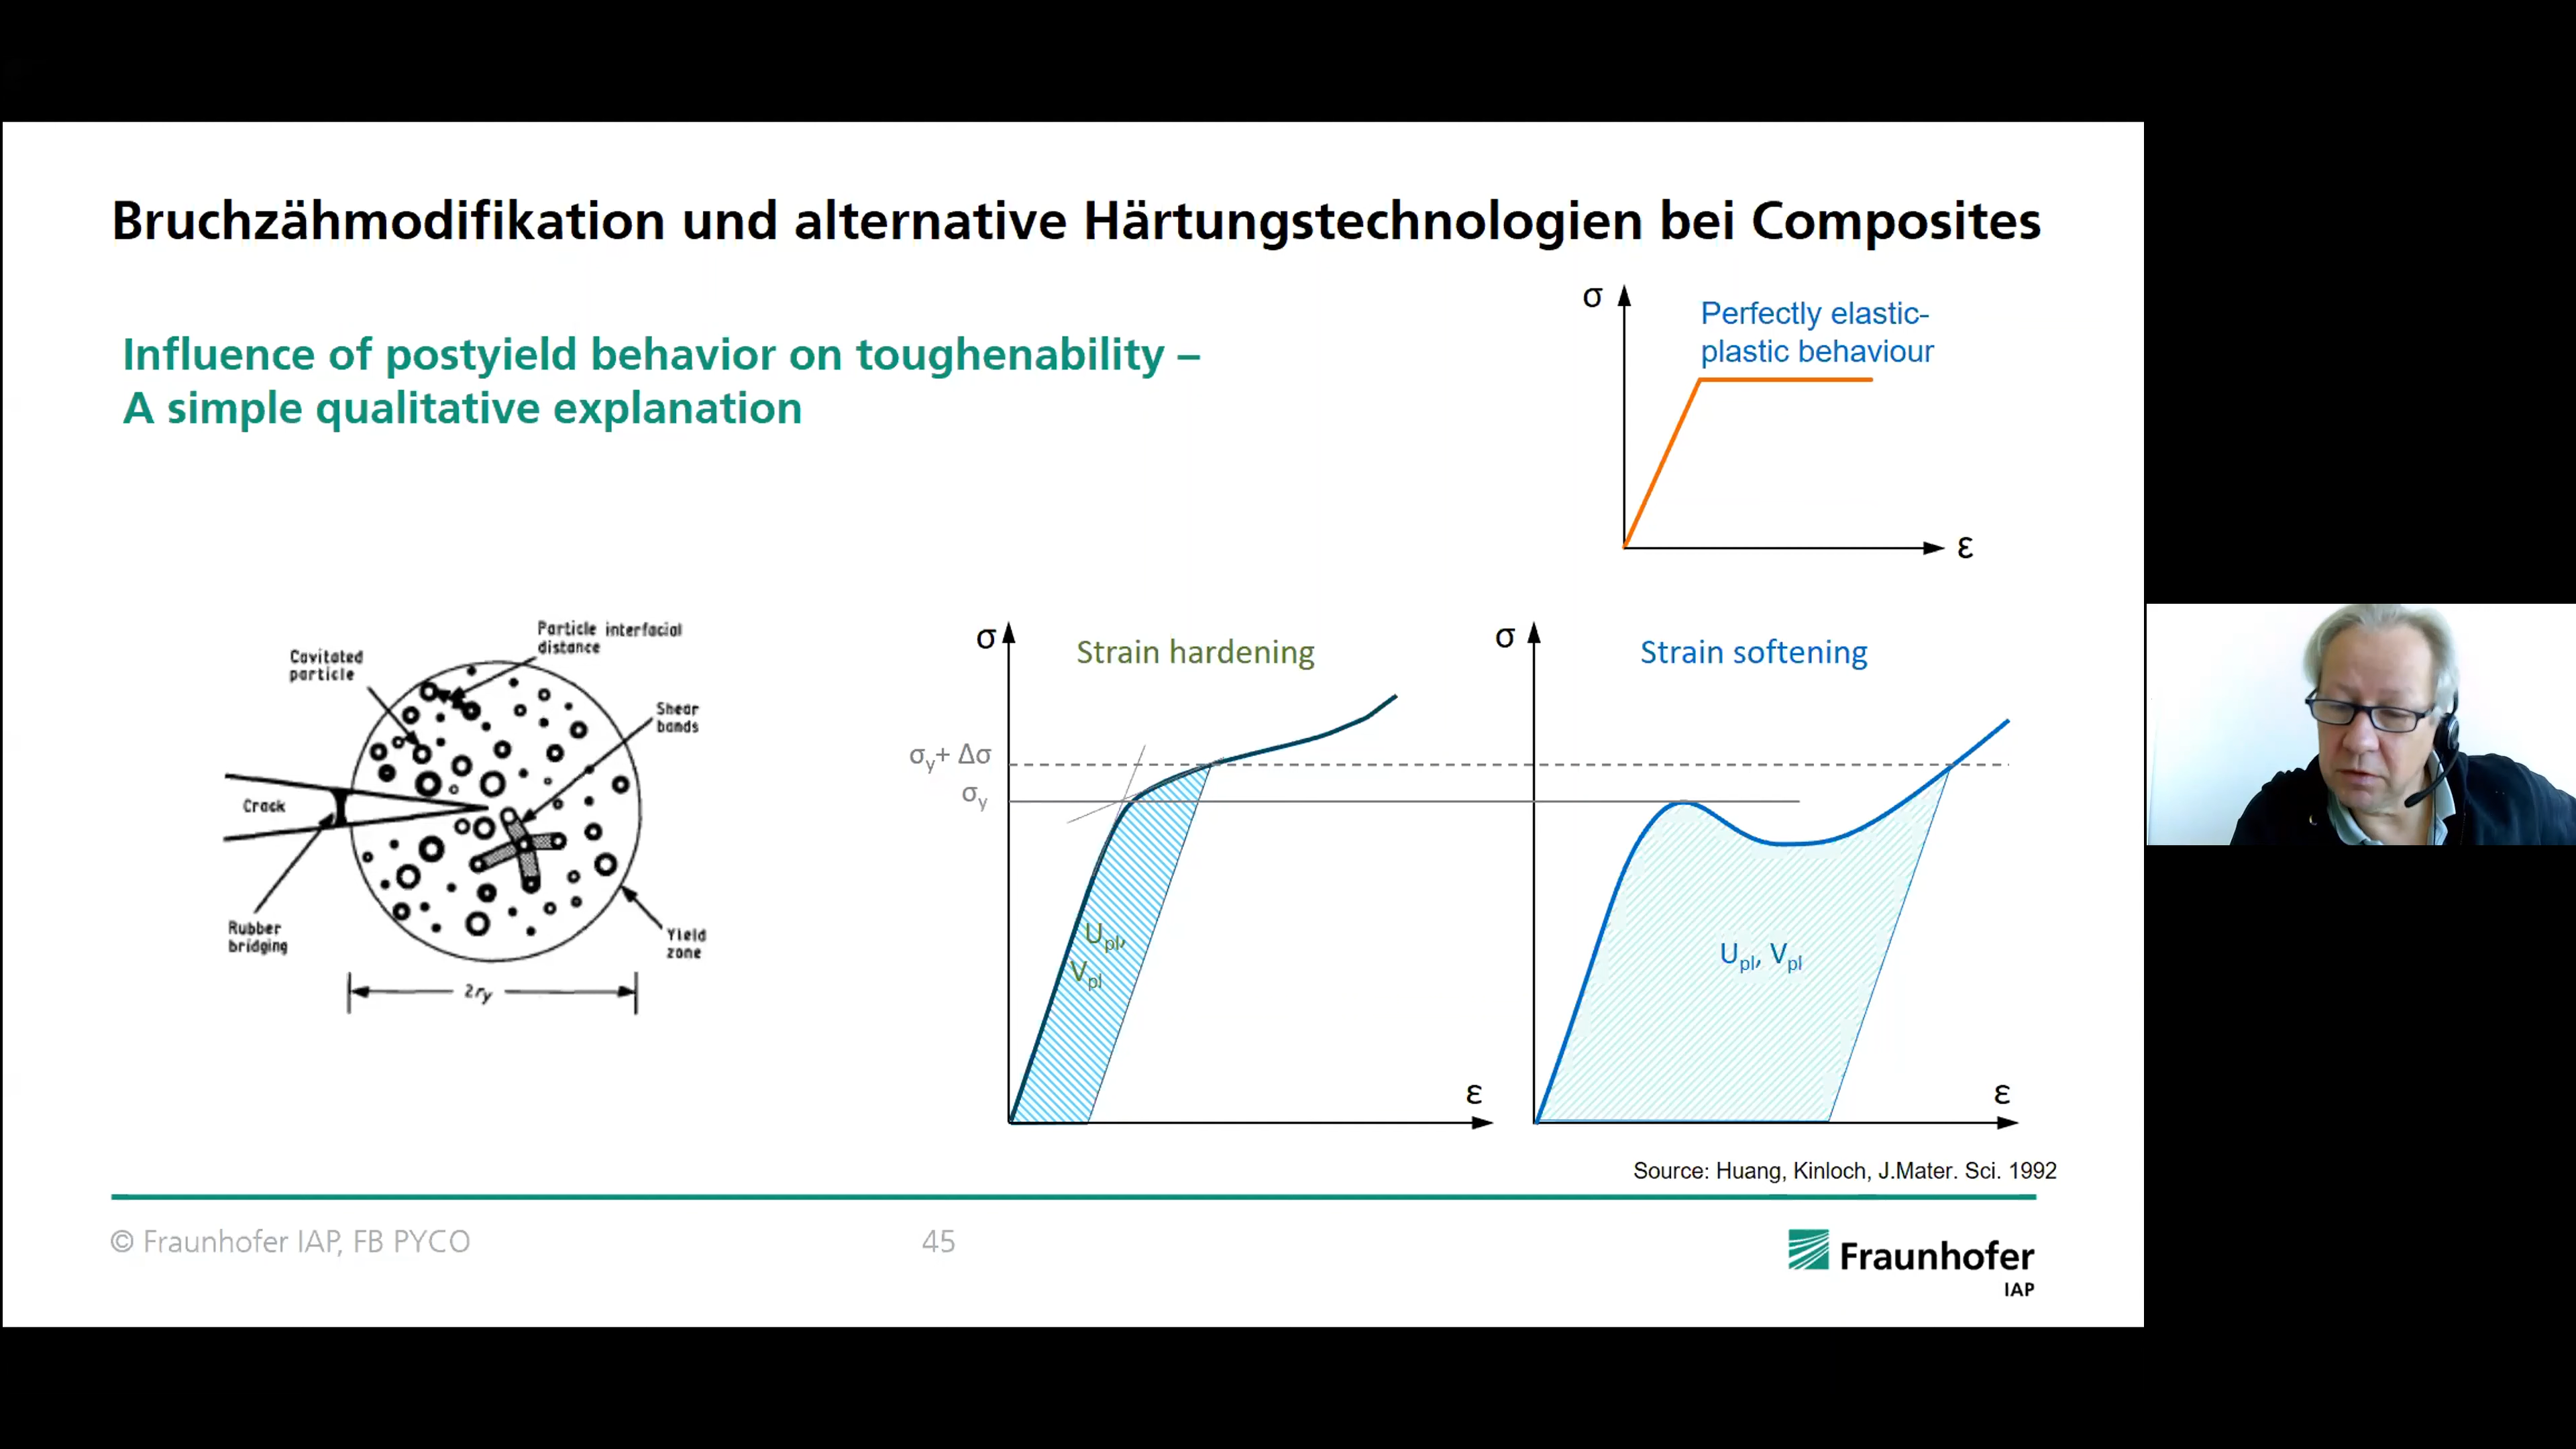 Bruchzähmodifikation und alternative Härtungstechnologien bei Composites
Influence of postyield behavior on toughenability –
A simple qualitative explanation
σ
Perfectly elastic-
plastic behaviour
ε
Particle interfacial
distance
Cavitated
particle
Shear
bands
Crack
Rubber
bridging
Yield
zone
2ry
σ
Strain hardening
σy+ Δσ
σy
Upl,
Vpl
ε
σ
Strain softening
Upl, Vpl
ε
Source: Huang, Kinloch, J.Mater. Sci. 1992
© Fraunhofer IAP, FB PYCO
45
Fraunhofer
IAP